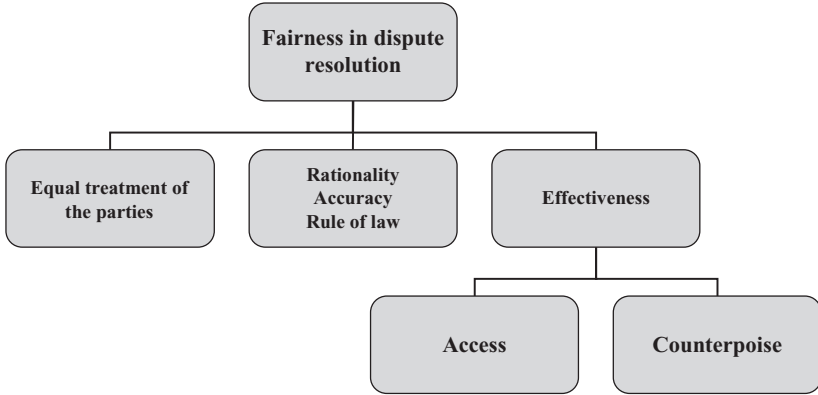 Fairness in dispute
resolution
Equal treatment of
the parties
Rationality
Accuracy
Rule of law
Effectiveness
Access
Counterpoise